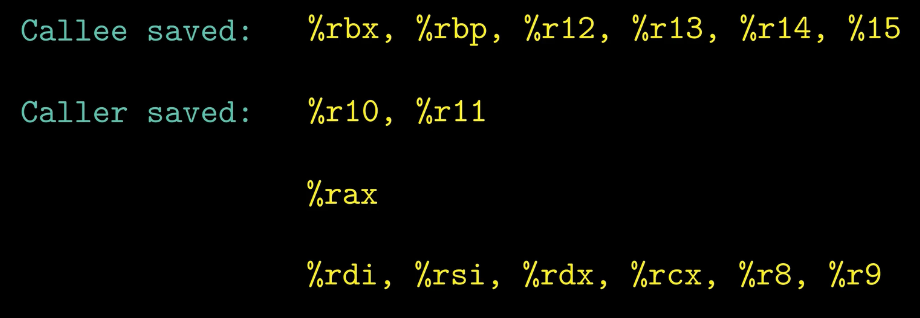 Callee saved: %rbx, %rbp, %r12, %r13, %r14, %15
Caller saved: %r10, %r11
%rax
%rdi, %rsi, %rdx, %rcx, %r8, %r9